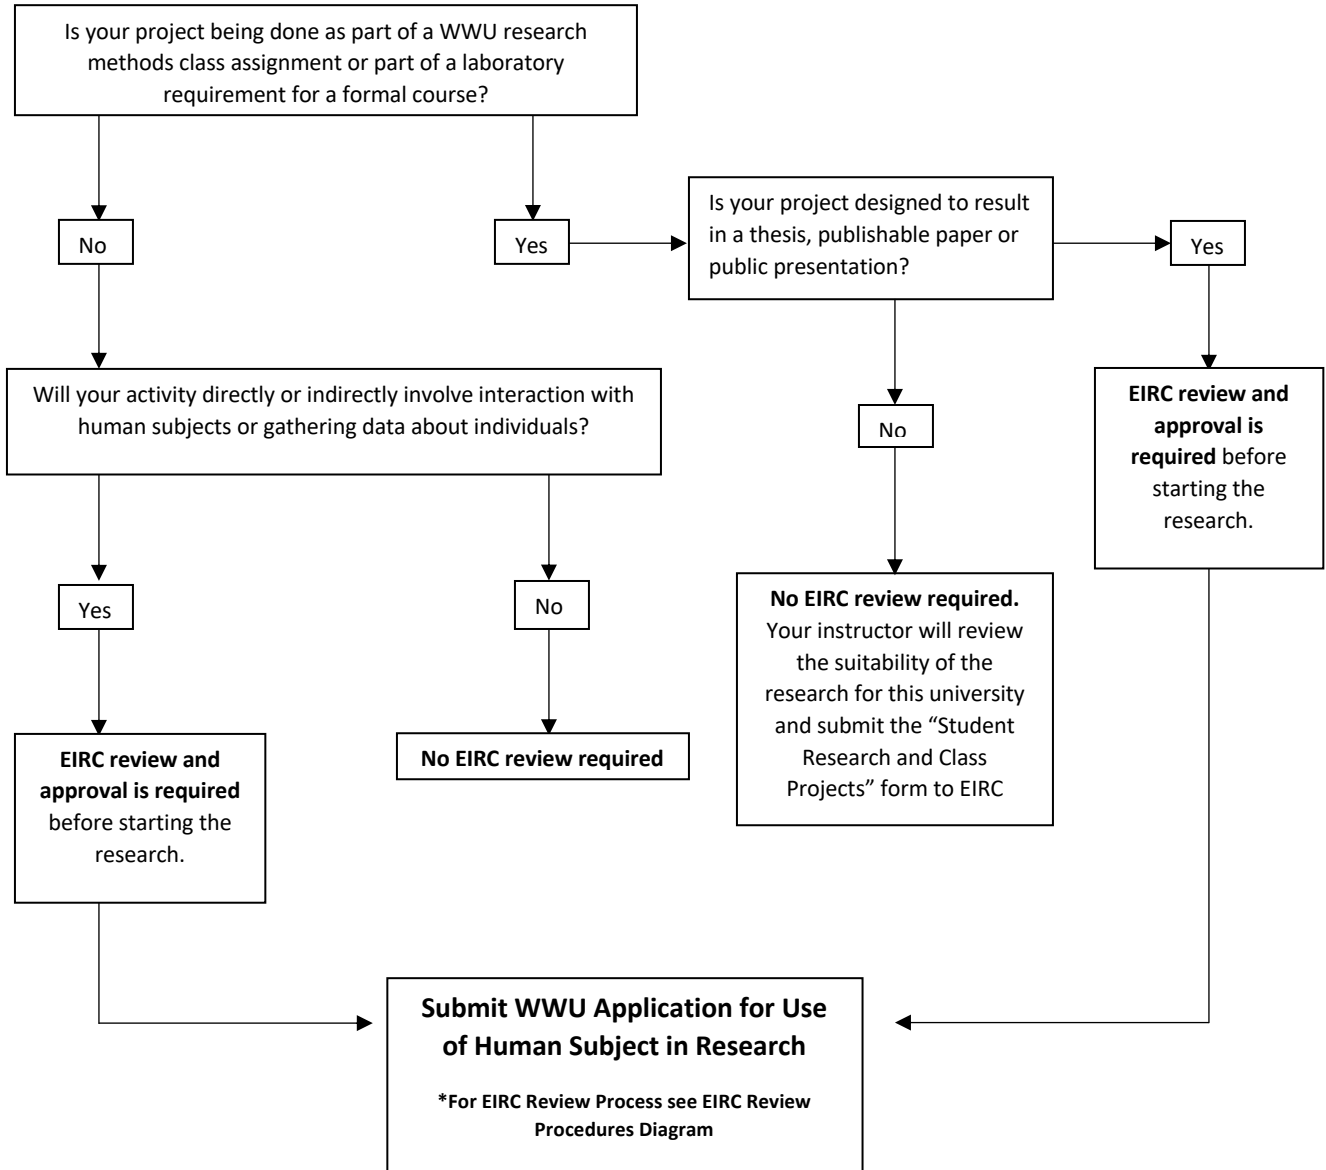 Is your project being done as part of a WWU research
methods class assignment or part of a laboratory
requirement for a formal course?
No
Yes
Is your project designed to result
in a thesis, publishable paper or
public presentation?
Yes
Will your activity directly or indirectly involve interaction with
human subjects or gathering data about individuals?
No
EIRC review and
approval is
required before
starting the
research.
Yes
No
No EIRC review required.
Your instructor will review
the suitability of the
research for this university
and submit the “Student
Research and Class
Projects” form to EIRC
EIRC review and
approval is required
before starting the
research.
No EIRC review required
Submit WWU Application for Use
of Human Subject in Research
*For EIRC Review Process see EIRC Review
Procedures Diagram